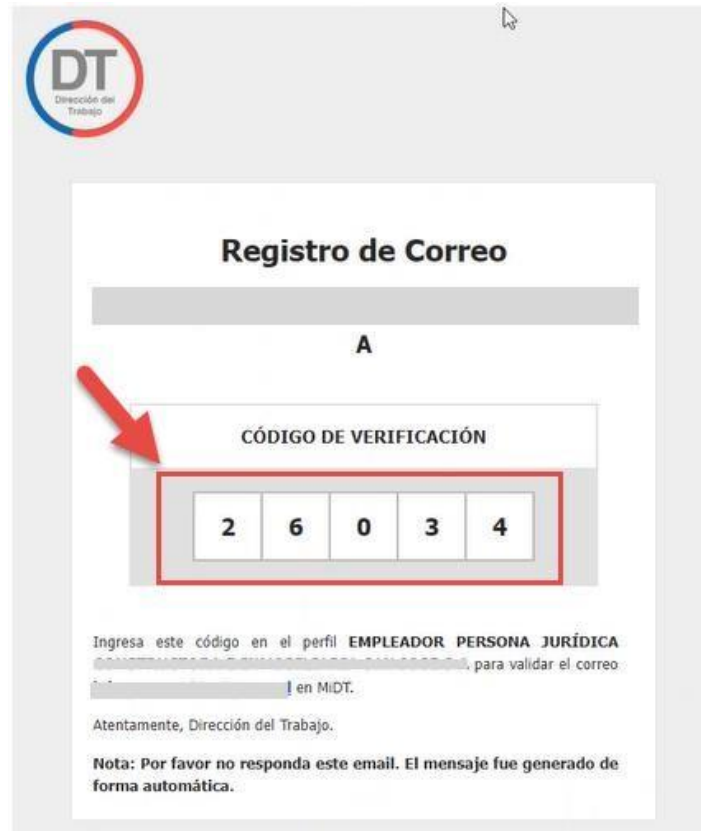 DT
Dirección del
Trabajo
Registro de Correo
A
CÓDIGO DE VERIFICACIÓN
2 6 0 3 4
Ingresa este código en el perfil EMPLEADOR PERSONA JURÍDICA
, para validar el correo
en MiDT.
Atentamente, Dirección del Trabajo.
Nota: Por favor no responda este email. El mensaje fue generado de
forma automática.